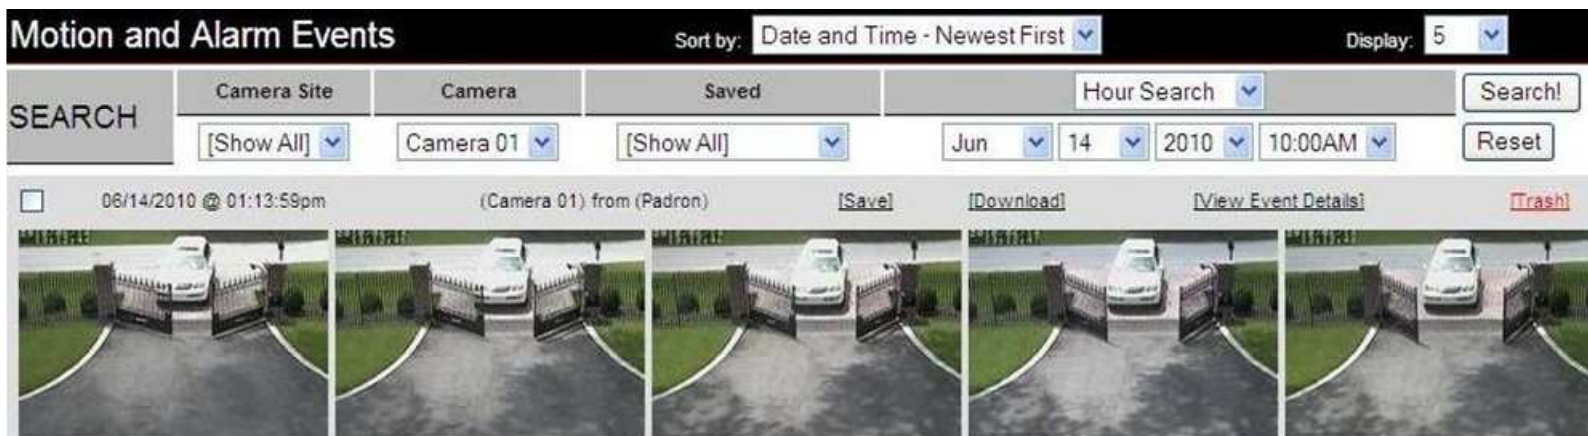 Motion and Alarm Events Sort by: Date and Time - Newest First Display: 5
SEARCH Camera Site Camera Saved Hour Search Search!
[Show All] Camera 01 [Show All] Jun 14 2010 10:00AM Reset
06/14/2010 @ 01:13:59pm (Camera 01) from (Padron) [Save] [Download] [View Event Details] [Trash]